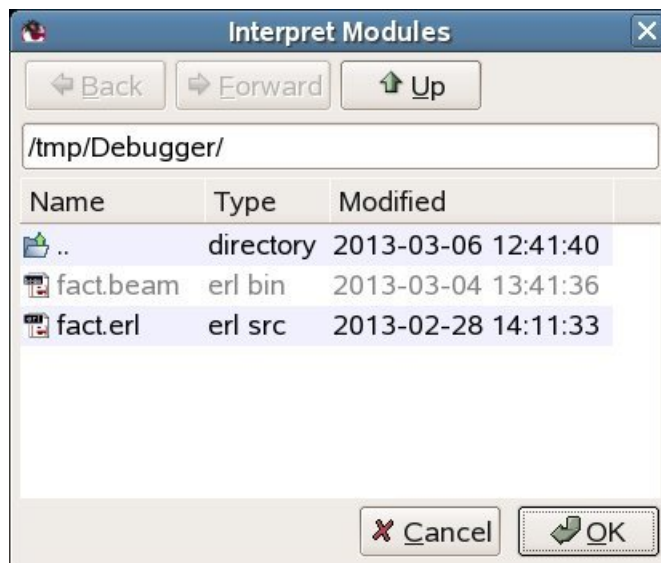 Interpret Modules
Back Forward Up
/tmp/Debugger/
Name Type Modified
.. directory 2013-03-06 12:41:40
fact.beam erl bin 2013-03-04 13:41:36
fact.erl erl src 2013-02-28 14:11:33
Cancel OK